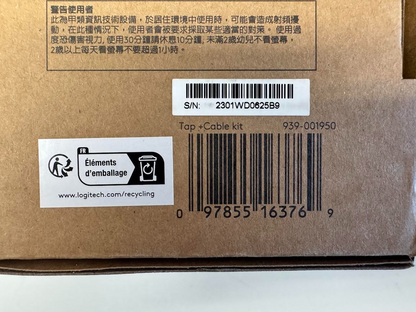 警告使用者
此為甲類資訊技術設備，於居住環境中使用時，可能會造成射頻擾
動，在此種情況下，使用者會被要求採取某些適當的對策。 使用過
度恐傷害視力, 使用30分鐘請休息10分鐘, 未滿2歲幼兒不看螢幕,
2歲以上每天看螢幕不要超過1小時。
S/N: 2301WD0625B9
Tap +Cable kit 939-001950
FR
Éléments
d'emballage
www.logitech.com/recycling
0 97855 16376 9